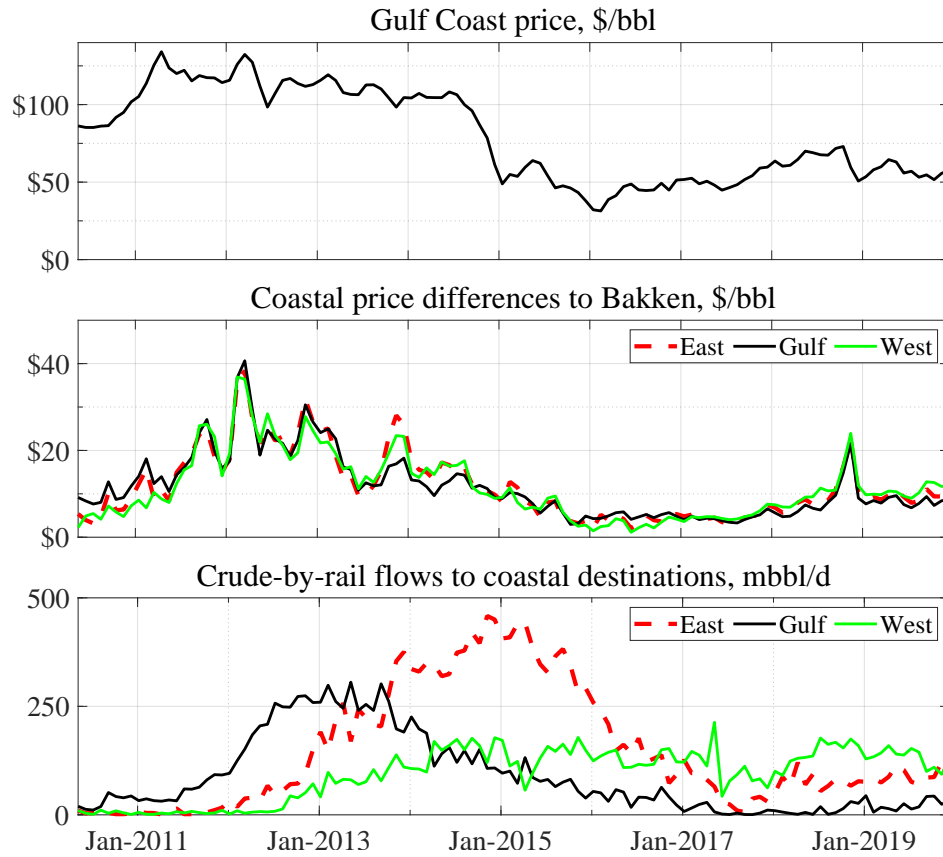 Gulf Coast price, $/bbl
$100
$50
$0
Coastal price differences to Bakken, $/bbl
East Gulf West
$40
$20
$0
Crude-by-rail flows to coastal destinations, mbbl/d
500
East Gulf West
250
0
Jan-2011 Jan-2013 Jan-2015 Jan-2017 Jan-2019